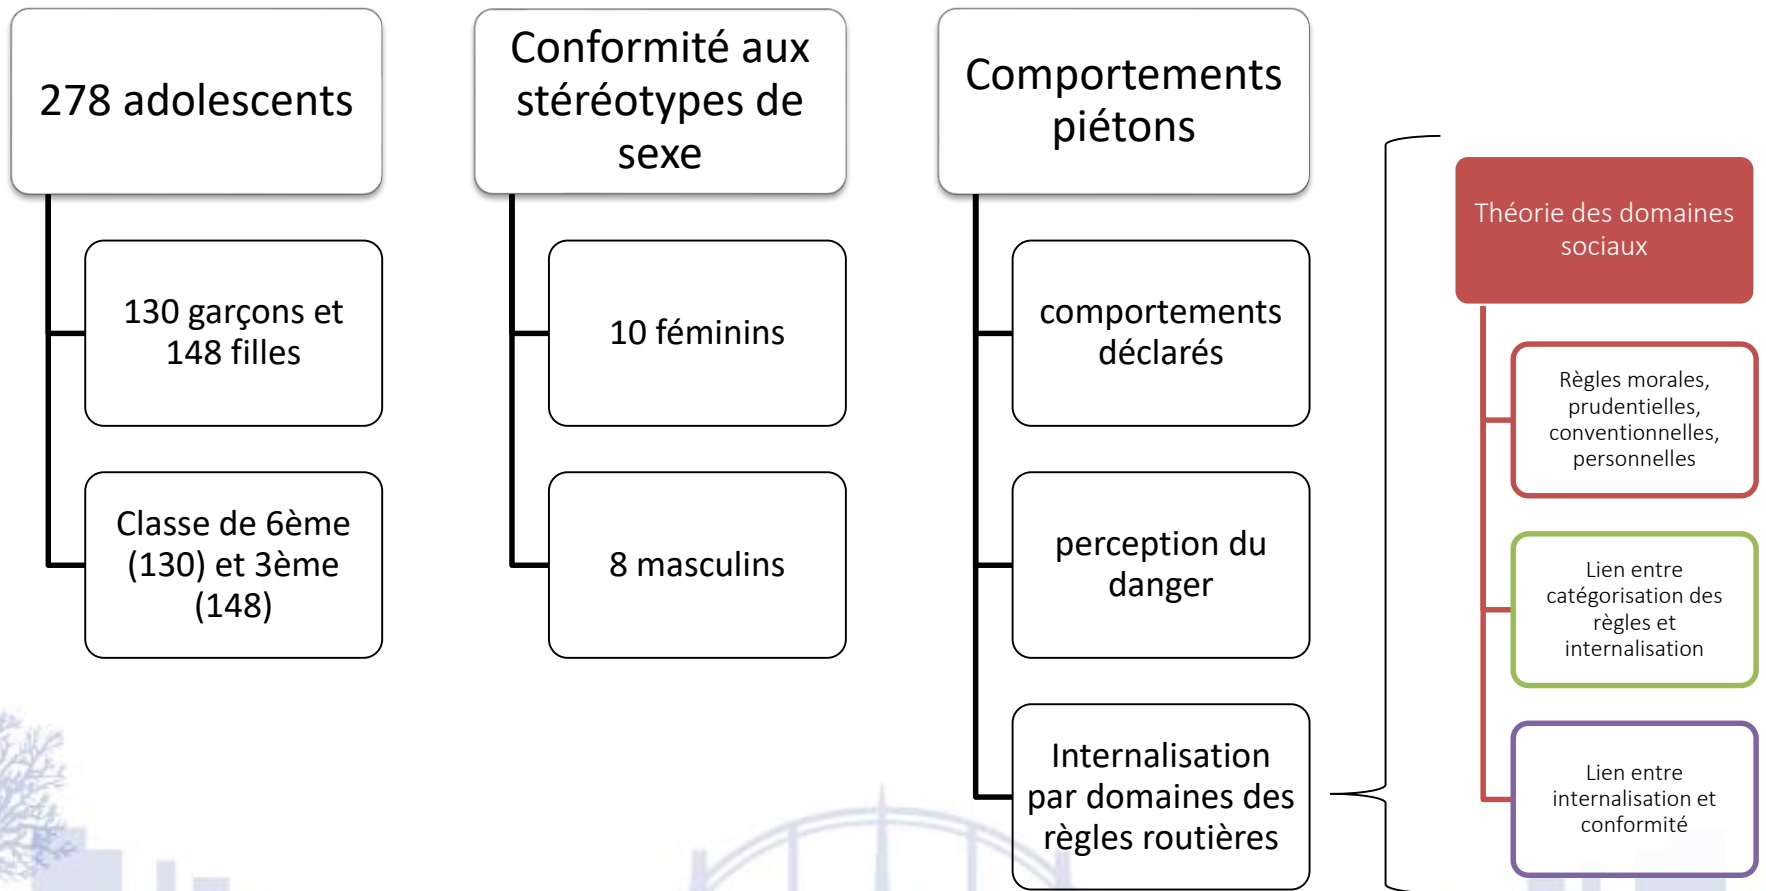 278 adolescents
130 garçons et
148 filles
Classe de 6ème
(130) et 3ème
(148)
Conformité aux
stéréotypes de
sexe
10 féminins
8 masculins
Comportements
piétons
comportements
déclarés
perception du
danger
Internalisation
par domaines des
règles routières
Théorie des domaines
sociaux
Règles morales,
prudentielles,
conventionnelles,
personnelles
Lien entre
catégorisation des
règles et
internalisation
Lien entre
internalisation et
conformité